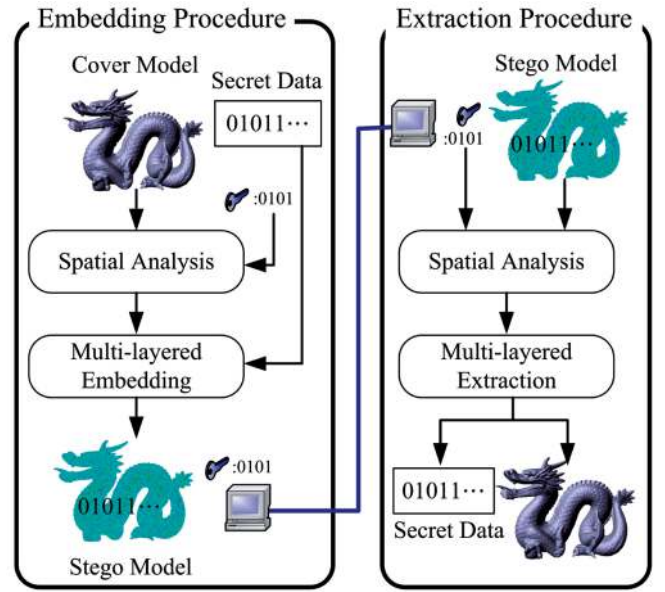 Embedding Procedure
Cover Model
Secret Data
01011···
:0101
Spatial Analysis
Multi-layered
Embedding
:0101
01011···
Stego Model
Extraction Procedure
Stego Model
:0101
01011···
Spatial Analysis
Multi-layered
Extraction
01011···
Secret Data